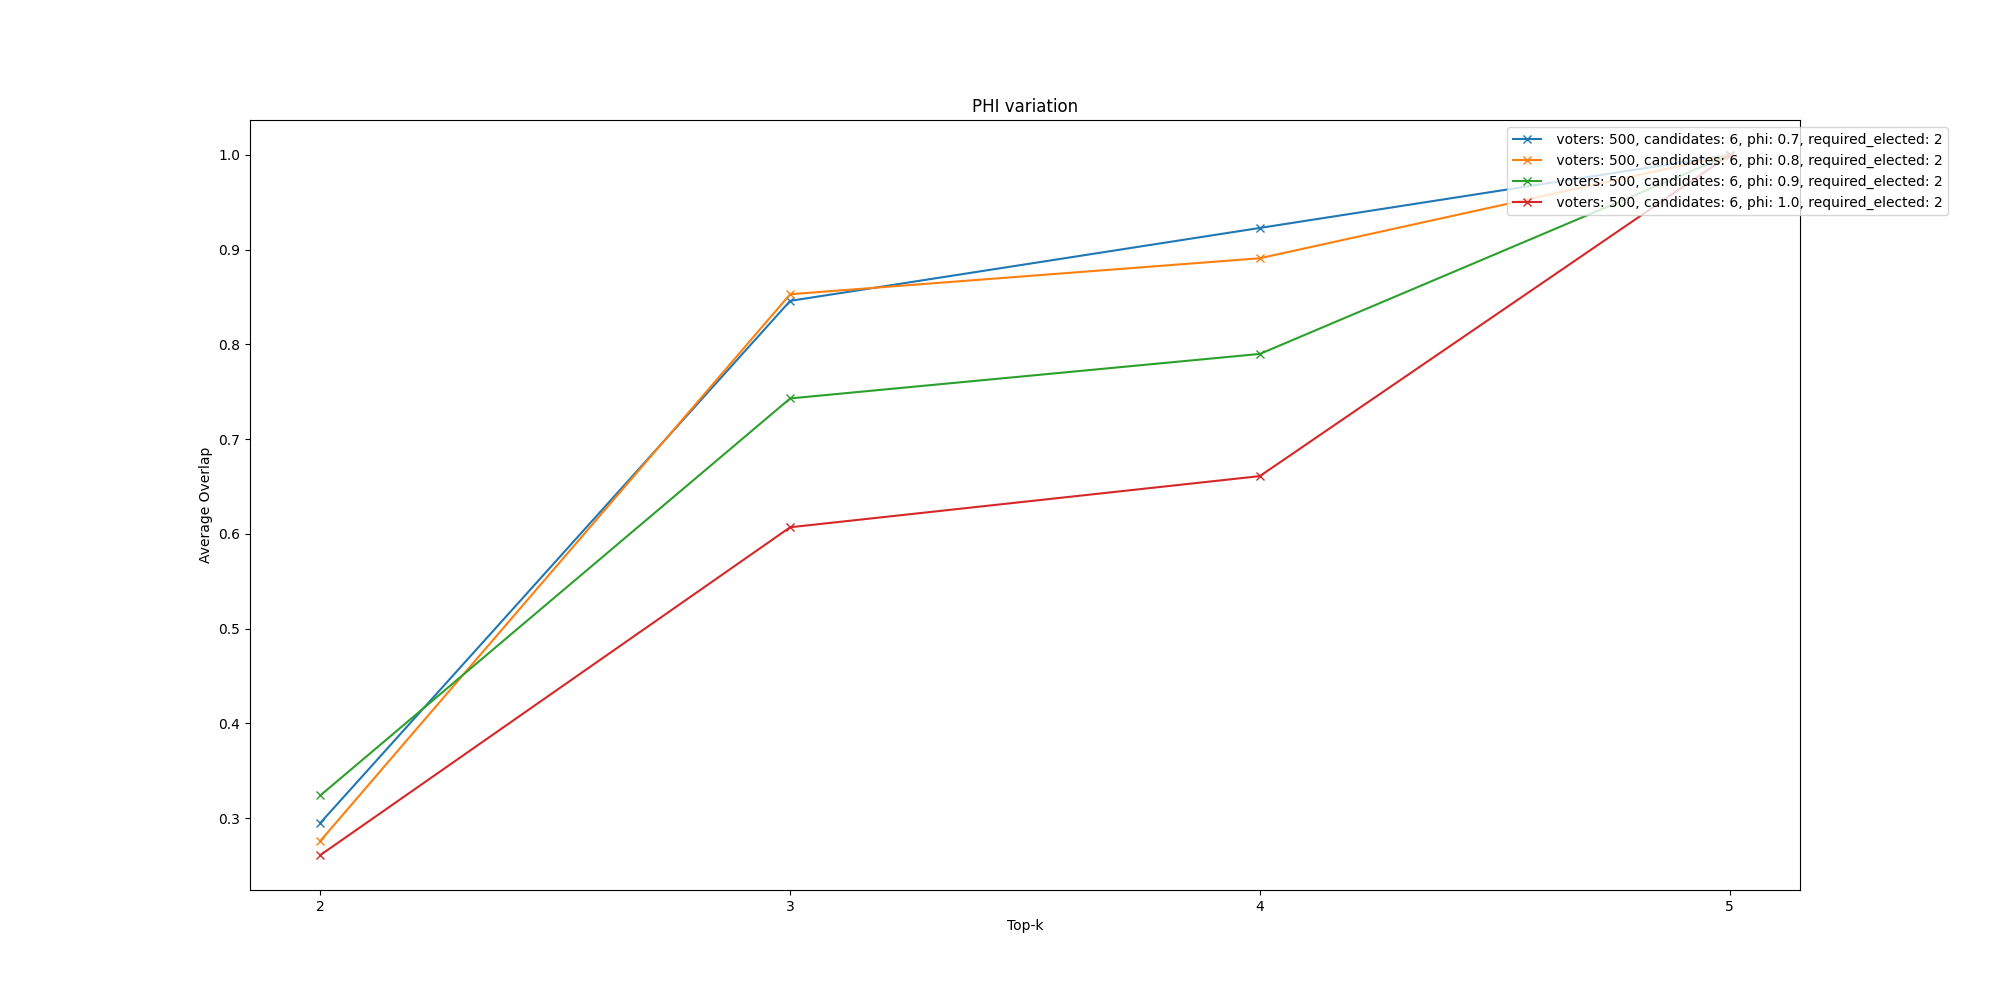 PHI variation
voters: 500, candidates: 6, phi: 0.7, required_elected: 2
voters: 500, candidates: 6, phi: 0.8, required_elected: 2
voters: 500, candidates: 6, phi: 0.9, required_elected: 2
voters: 500, candidates: 6, phi: 1.0, required_elected: 2
1.0
0.9
0.8
0.7
0.6
0.5
0.4
0.3
Average Overlap
2
3
4
5
Top-k